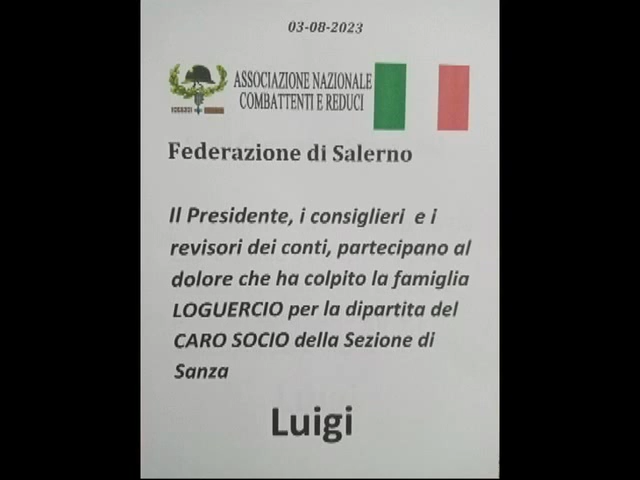 03-08-2023
ASSOCIAZIONE NAZIONALE
COMBATTENTI E REDUCI
Federazione di Salerno
Il Presidente, i consiglieri e i
revisori dei conti, partecipano al
dolore che ha colpito la famiglia
LOGUERCIO per la dipartita del
CARO SOCIO della Sezione di
Sanza
Luigi